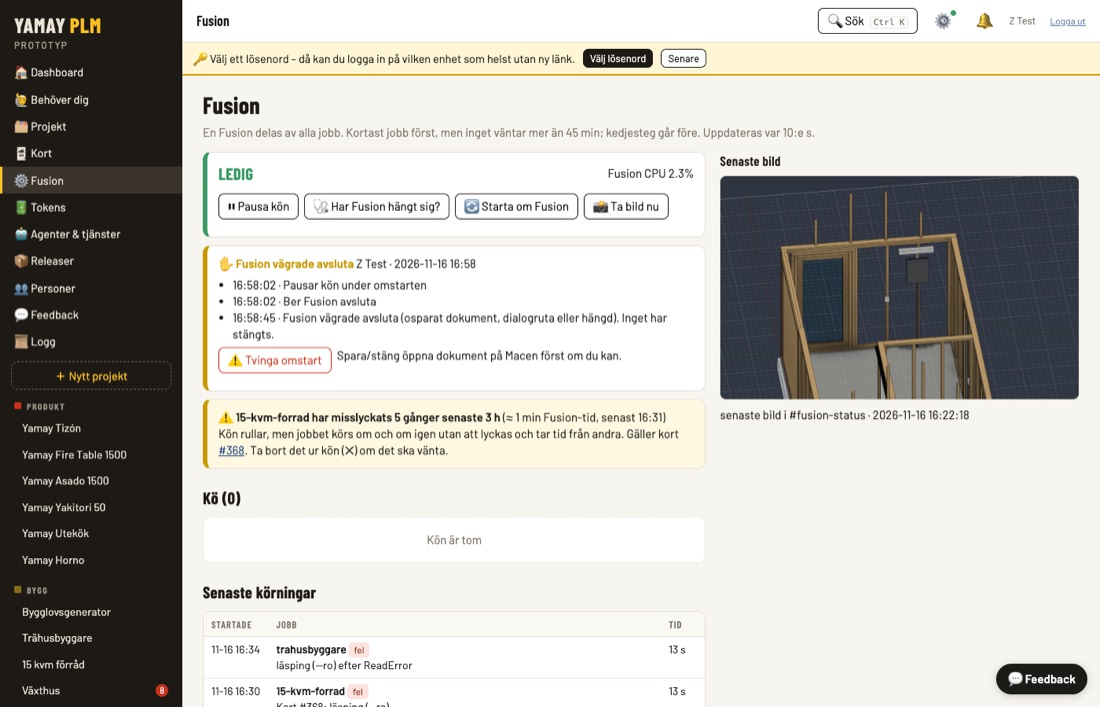 YAMAY PLM
PROTOTYP
Dashboard
Behöver dig
Projekt
Kort
Fusion
Tokens
Agenter & tjänster
Releaser
Personer
Feedback
Logg
+ Nytt projekt
PRODUKT
Yamay Tizón
Yamay Fire Table 1500
Yamay Asado 1500
Yamay Yakitori 50
Yamay Utekök
Yamay Horno
BYGG
Bygglovsgenerator
Trähusbyggare
15 kvm förråd
Växthus 8
Fusion
Sök Ctrl K
Z Test
Logga ut
Välj ett lösenord – då kan du logga in på vilken enhet som helst utan ny länk. Välj lösenord Senare
Fusion
En Fusion delas av alla jobb. Kortast jobb först, men inget väntar mer än 45 min; kedjesteg går före. Uppdateras var 10:e s.
LEDIG
Fusion CPU 2.3%
Pausa kön
Har Fusion hängt sig?
Starta om Fusion
Ta bild nu
Fusion vägrade avsluta Z Test · 2026-11-16 16:58
16:58:02 · Pausar kön under omstarten
16:58:02 · Ber Fusion avsluta
16:58:45 · Fusion vägrade avsluta (osparat dokument, dialogruta eller hängd). Inget har
stängts.
Tvinga omstart Spara/stäng öppna dokument på Macen först om du kan.
15-kvm-forrad har misslyckats 5 gånger senaste 3 h (≈ 1 min Fusion-tid, senast 16:31)
Kön rullar, men jobbet körs om och om igen utan att lyckas och tar tid från andra. Gäller kort
#368. Ta bort det ur kön (✕) om det ska vänta.
Kö (0)
Kön är tom
Senaste körningar
STARTADE JOBB TID
11-16 16:34 trahusbyggare fel 13 s
läsping (—ro) efter ReadError
11-16 16:30 15-kvm-forrad fel 13 s
Senaste bild
senaste bild i #fusion-status · 2026-11-16 16:22:18
Feedback